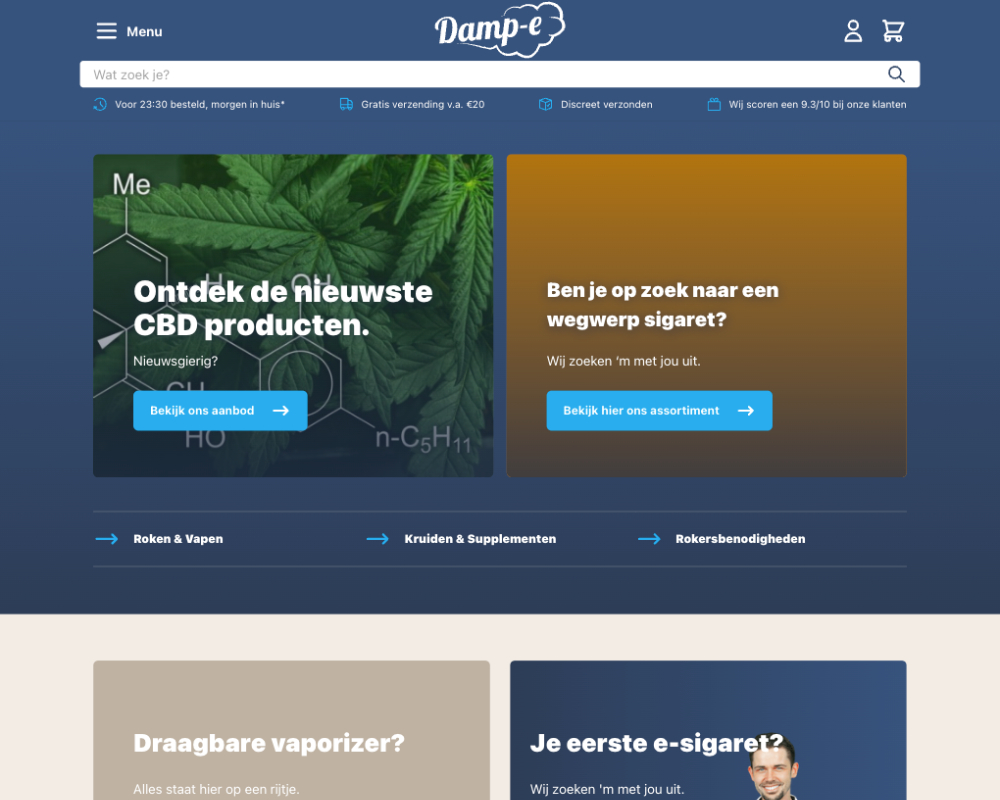 Menu
Damp-e
Wat zoek je?
Voor 23:30 besteld, morgen in huis*
Gratis verzending v.a. €20
Discreet verzonden
Wij scoren een 9.3/10 bij onze klanten
Me
H
OH
Ontdek de nieuwste
CBD producten.
Nieuwsgierig?
CH
Bekijk ons aanbod
HO
n-C5H11
Ben je op zoek naar een
wegwerp sigaret?
Wij zoeken ‘m met jou uit.
Bekijk hier ons assortiment
Roken & Vapen
Kruiden & Supplementen
Rokersbenodigheden
Draagbare vaporizer?
Alles staat hier op een rijtje.
Je eerste e-sigaret?
Wij zoeken 'm met jou uit.